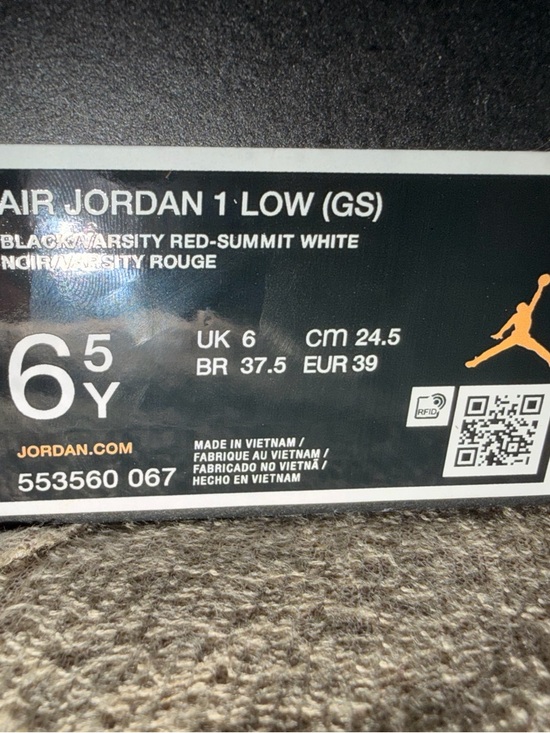 AIR JORDAN 1 LOW (GS)
BLACK/VARSITY RED-SUMMIT WHITE
NOIR/VARSITY ROUGE
6 5 Y
UK 6 cm 24.5
BR 37.5 EUR 39
RFID
JORDAN.COM
553560 067
MADE IN VIETNAM /
FABRIQUE AU VIETNAM /
FABRICADO NO VIETNÃ /
HECHO EN VIETNAM